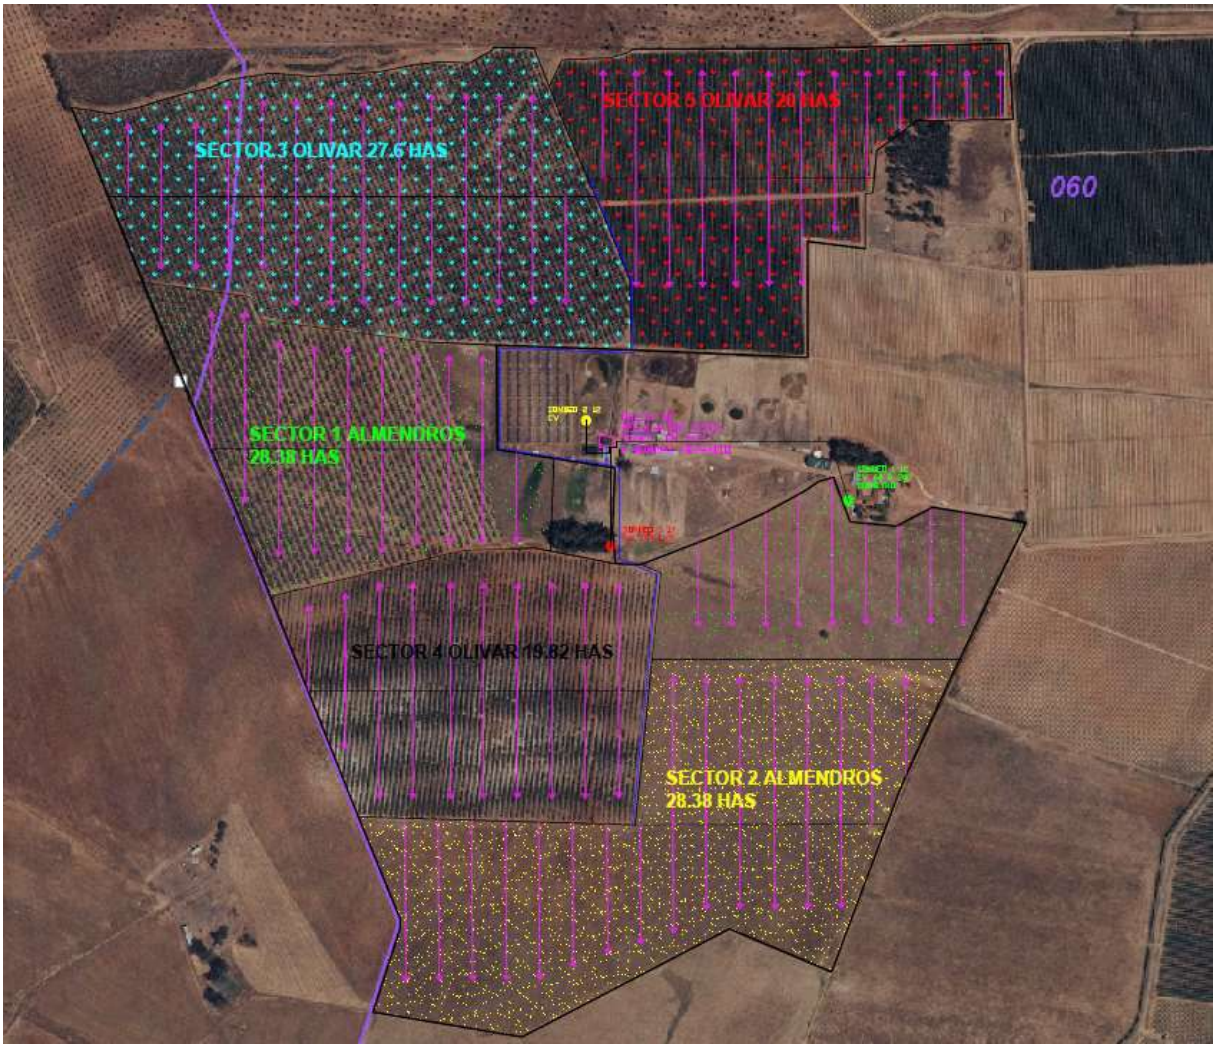 SECTOR 5 OLIVAR 20 HAS
SECTOR 3 OLIVAR 27.6 HAS
060
SECTOR 1 ALMENDROS
28.38 HAS
SECTOR 4 OLIVAR 19.82 HAS
SECTOR 2 ALMENDROS
28.38 HAS